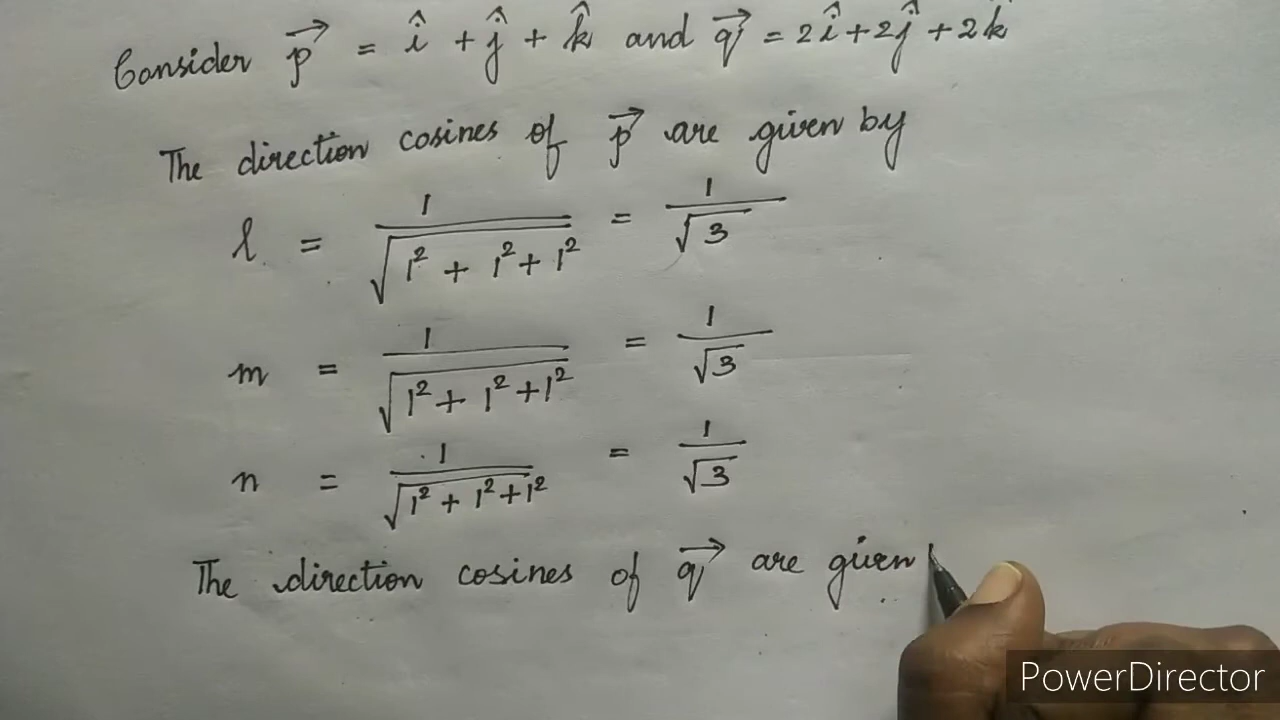 Consider p⃗ = î + ĵ + k̂ and q⃗ = 2î + 2ĵ + 2k̂
The direction cosines of p⃗ are given by
l = 1/√(1² + 1² + 1²) = 1/√3
m = 1/√(1² + 1² + 1²) = 1/√3
n = 1/√(1² + 1² + 1²) = 1/√3
The direction cosines of q⃗ are given
PowerDirector